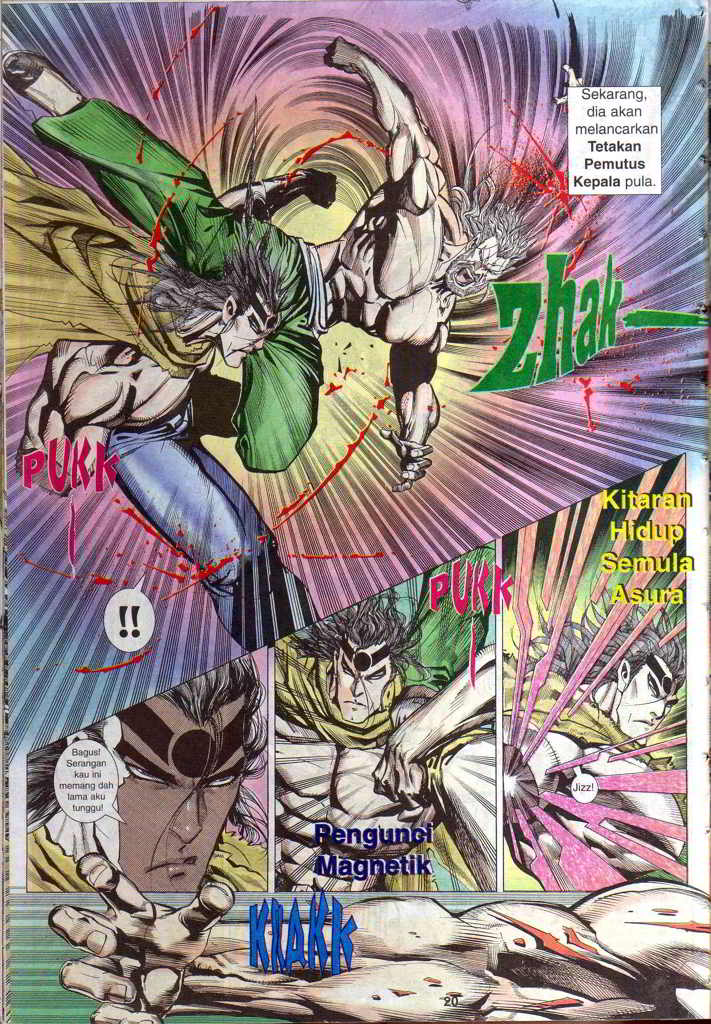 Sekarang,
dia akan
melancarkan
Tetakan
Pemutus
Kepala pula.
Zhak
PUKK
!!
Kitaran
Hidup
Semula
Asura
PUKK
Bagus!
Serangan
kau ini
memang dah
lama aku
tunggu!
Jizz!
Pengunci
Magnetik
KRAKK
20